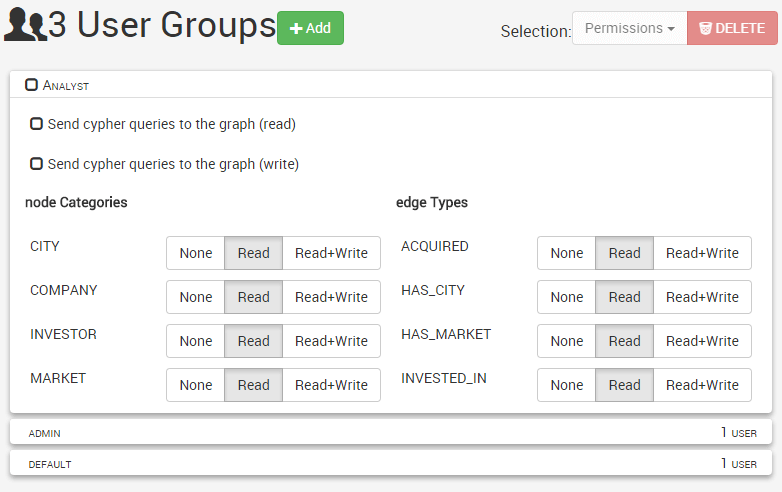 3 User Groups
Add
Selection:
Permissions
DELETE
Analyst
Send cypher queries to the graph (read)
Send cypher queries to the graph (write)
node Categories edge Types
CITY None Read Read+Write ACQUIRED None Read Read+Write
COMPANY None Read Read+Write HAS_CITY None Read Read+Write
INVESTOR None Read Read+Write HAS_MARKET None Read Read+Write
MARKET None Read Read+Write INVESTED_IN None Read Read+Write
ADMIN 1 USER
DEFAULT 1 USER